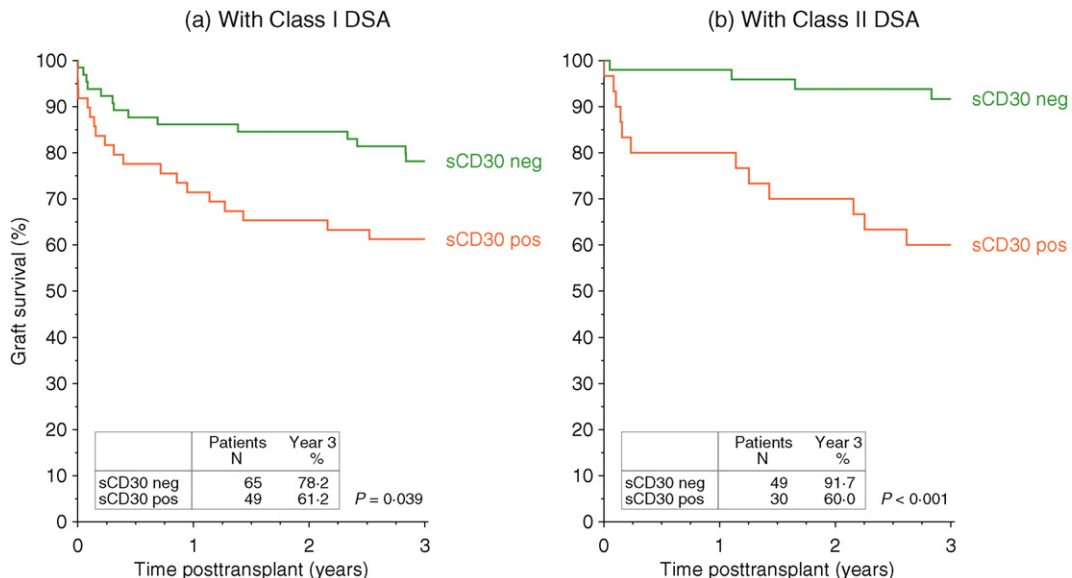 (a) With Class I DSA
Graft survival (%)
100
90
80
70
60
50
40
30
20
10
0
sCD30 neg
sCD30 pos
Patients Year 3
N %
sCD30 neg 65 78·2
sCD30 pos 49 61·2
P = 0·039
0 1 2 3
Time posttransplant (years)
(b) With Class II DSA
100
90
80
70
60
50
40
30
20
10
0
sCD30 neg
sCD30 pos
Patients Year 3
N %
sCD30 neg 49 91·7
sCD30 pos 30 60·0
P < 0·001
0 1 2 3
Time posttransplant (years)